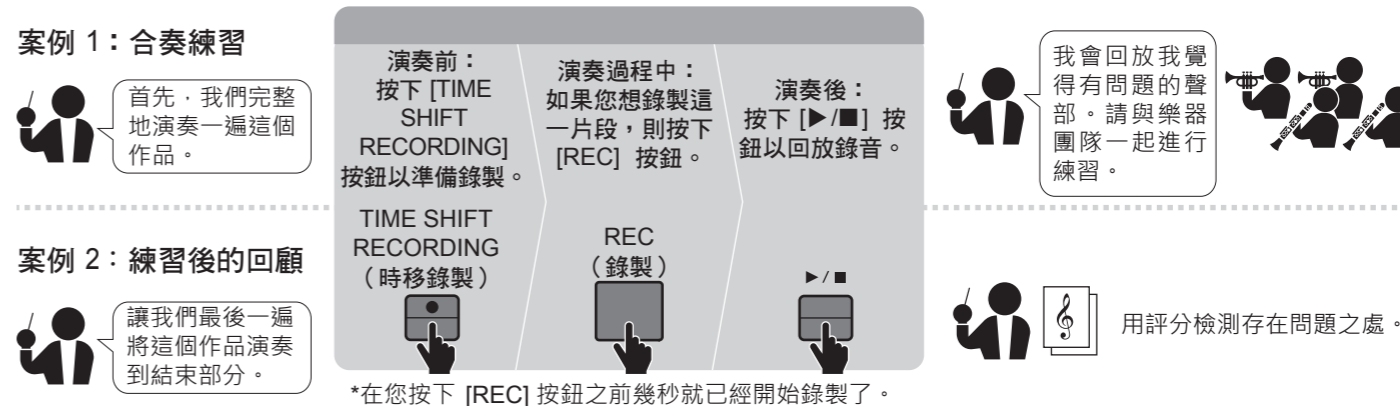 案例 1：合奏練習
首先，我們完整
地演奏一遍這個
作品。
演奏前：
按下 [TIME
SHIFT
RECORDING]
按鈕以準備錄製。
演奏過程中：
如果您想錄製這
一片段，則按下
[REC] 按鈕。
演奏後：
按下 [▶/■] 按
鈕以回放錄音。
我會回放我覺
得有問題的聲
部。請與樂器
團隊一起進行
練習。
案例 2：練習後的回顧
讓我們最後一遍
將這個作品演奏
到結束部分。
TIME SHIFT
RECORDING
（時移錄製）
REC
（錄製）
▶/■
用評分檢測存在問題之處。
*在您按下 [REC] 按鈕之前幾秒就已經開始錄製了。